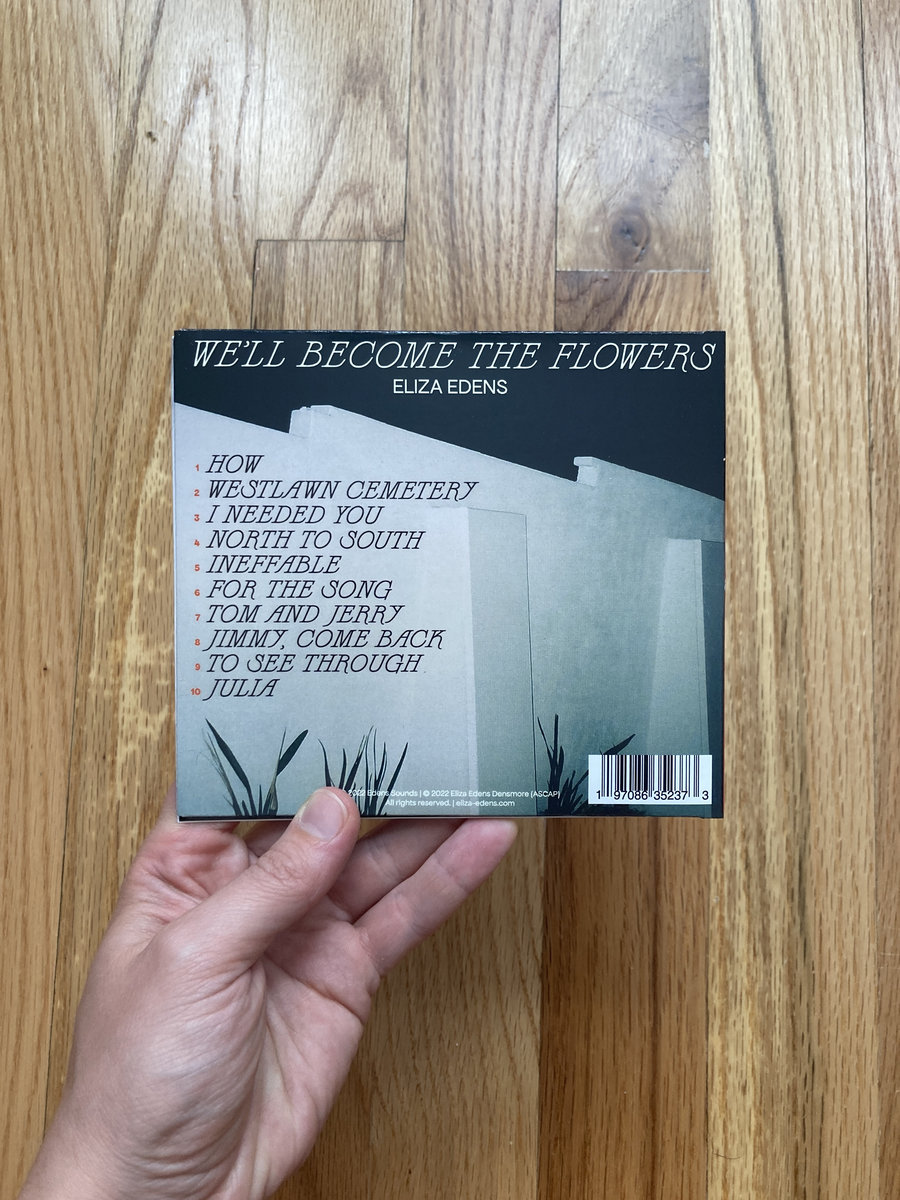 WE'LL BECOME THE FLOWERS
ELIZA EDENS
1 HOW
2 WESTLAWN CEMETERY
3 I NEEDED YOU
4 NORTH TO SOUTH
5 INEFFABLE
6 FOR THE SONG
7 TOM AND JERRY
8 JIMMY, COME BACK
9 TO SEE THROUGH
10 JULIA
2022 Edens Sounds | © 2022 Eliza Edens Densmore (ASCAP)
All rights reserved. | eliza-edens.com
1 97086 35237 3